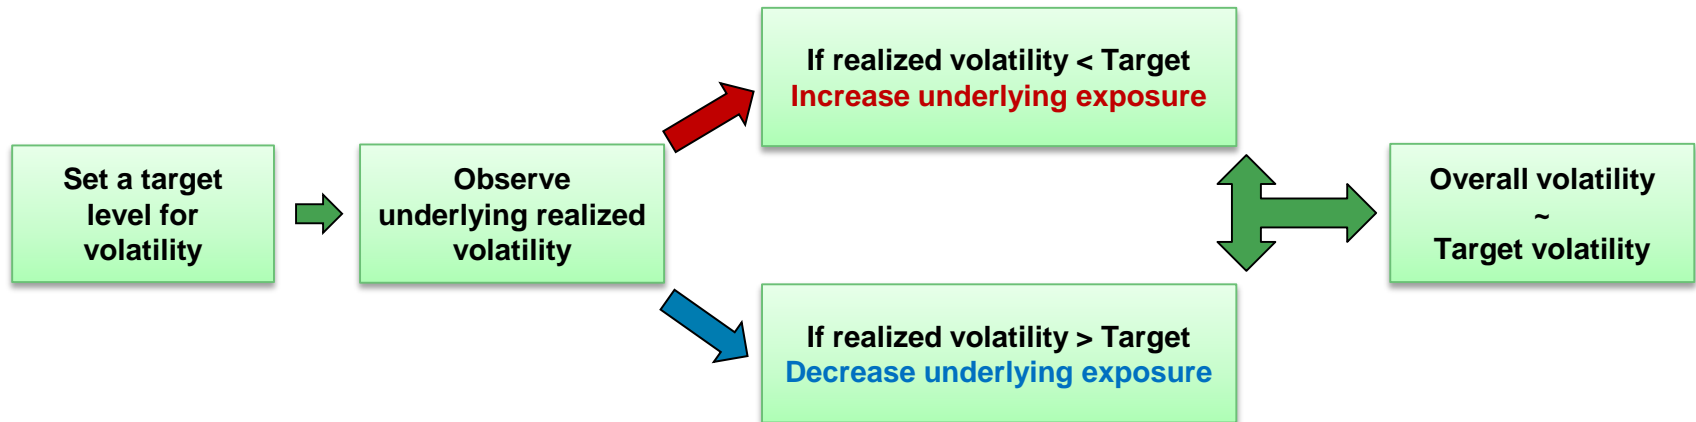 Set a target
level for
volatility
Observe
underlying realized
volatility
If realized volatility < Target
Increase underlying exposure
If realized volatility > Target
Decrease underlying exposure
Overall volatility
~
Target volatility